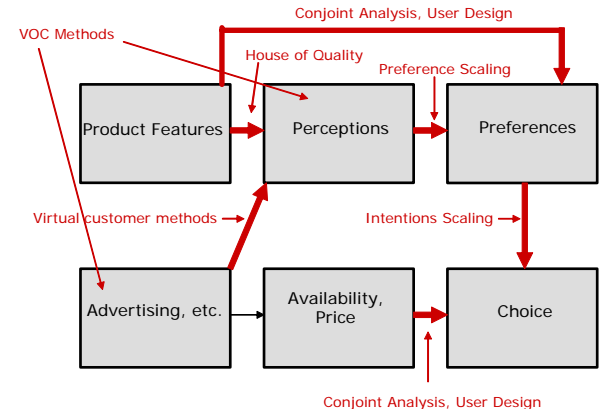 Conjoint Analysis, User Design
VOC Methods
House of Quality
Preference Scaling
Product Features
Perceptions
Preferences
Virtual customer methods
Intentions Scaling
Advertising, etc.
Availability,
Price
Choice
Conjoint Analysis, User Design